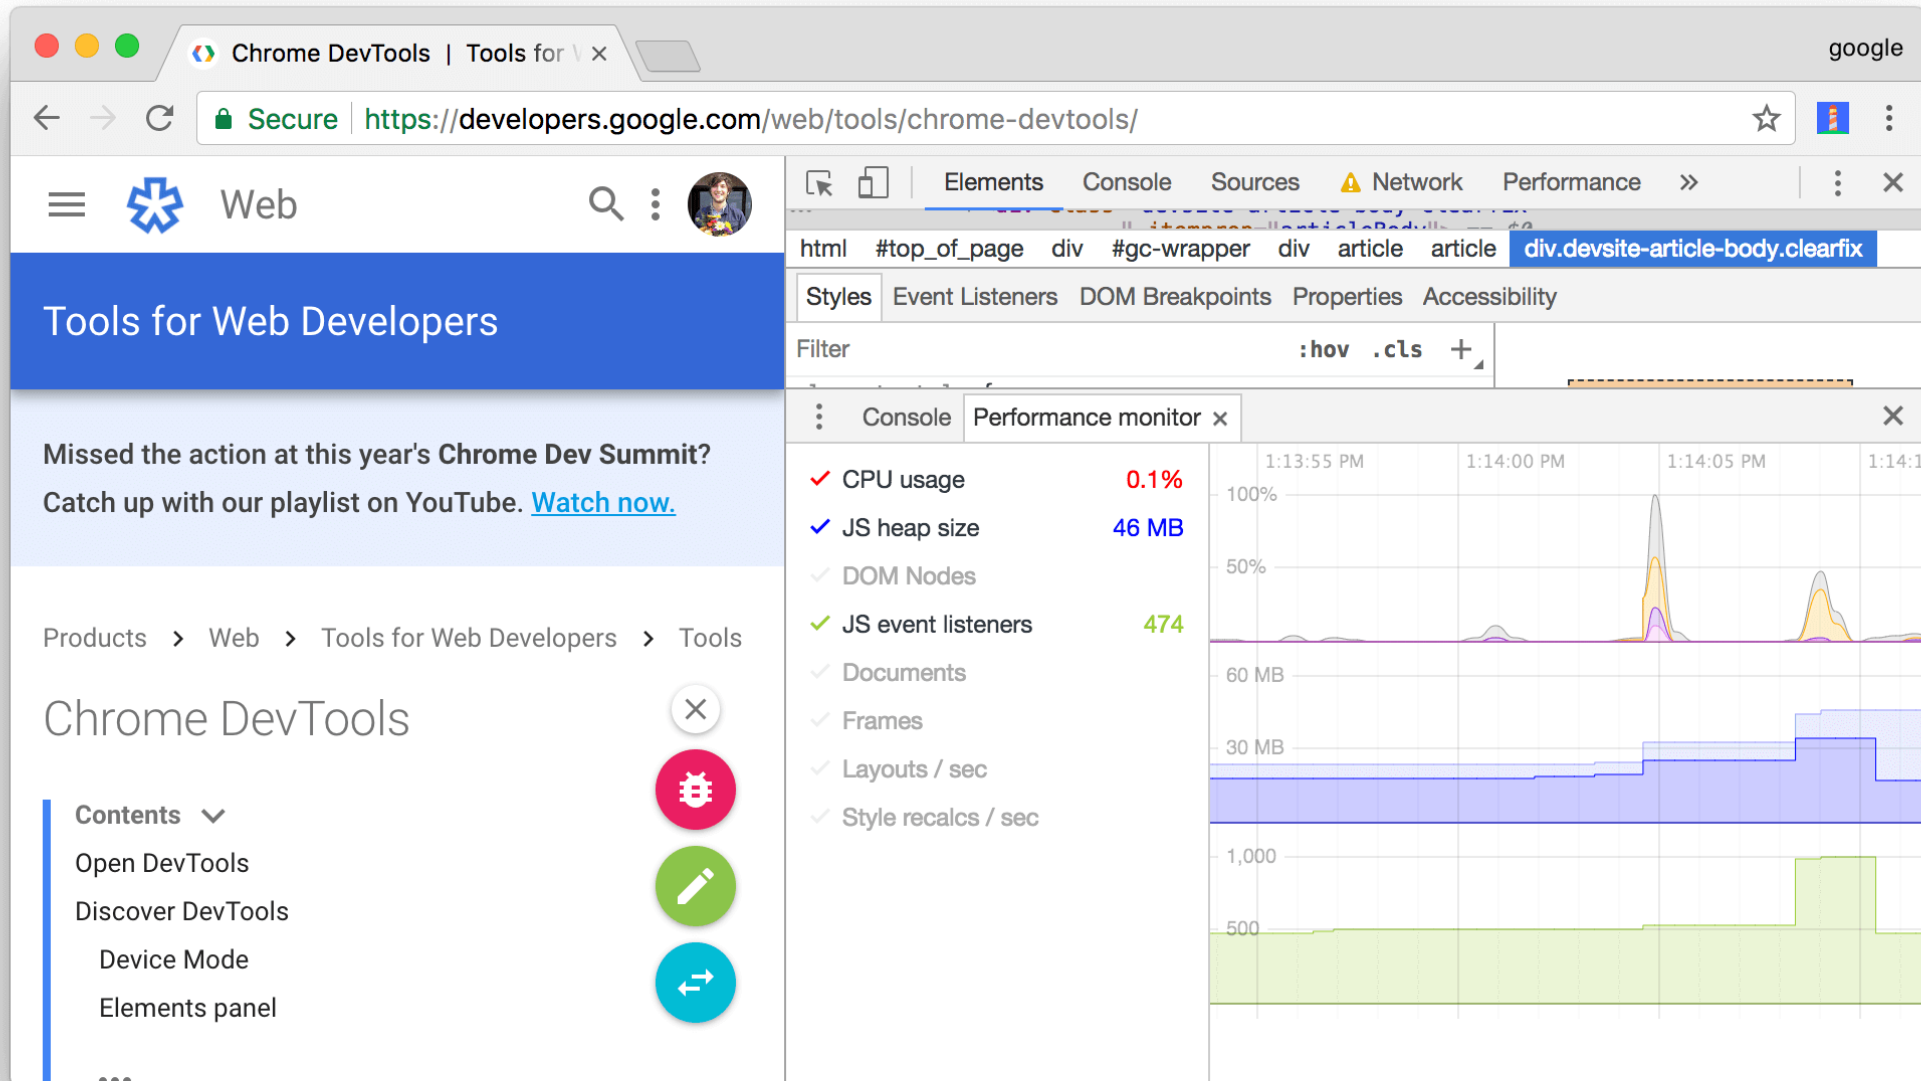 Chrome DevTools | Tools for
google
Secure https://developers.google.com/web/tools/chrome-devtools/
Web
Tools for Web Developers
Missed the action at this year's Chrome Dev Summit?
Catch up with our playlist on YouTube. Watch now.
Products > Web > Tools for Web Developers > Tools
Chrome DevTools
Contents
Open DevTools
Discover DevTools
Device Mode
Elements panel
Elements Console Sources Network Performance »
html #top_of_page div #gc-wrapper div article article div.devsite-article-body.clearfix
Styles Event Listeners DOM Breakpoints Properties Accessibility
Filter :hov .cls +
Console Performance monitor ×
CPU usage 0.1%
JS heap size 46 MB
DOM Nodes
JS event listeners 474
Documents
Frames
Layouts / sec
Style recalcs / sec
1:13:55 PM 1:14:00 PM 1:14:05 PM 1:14:1
100%
50%
60 MB
30 MB
1,000
500